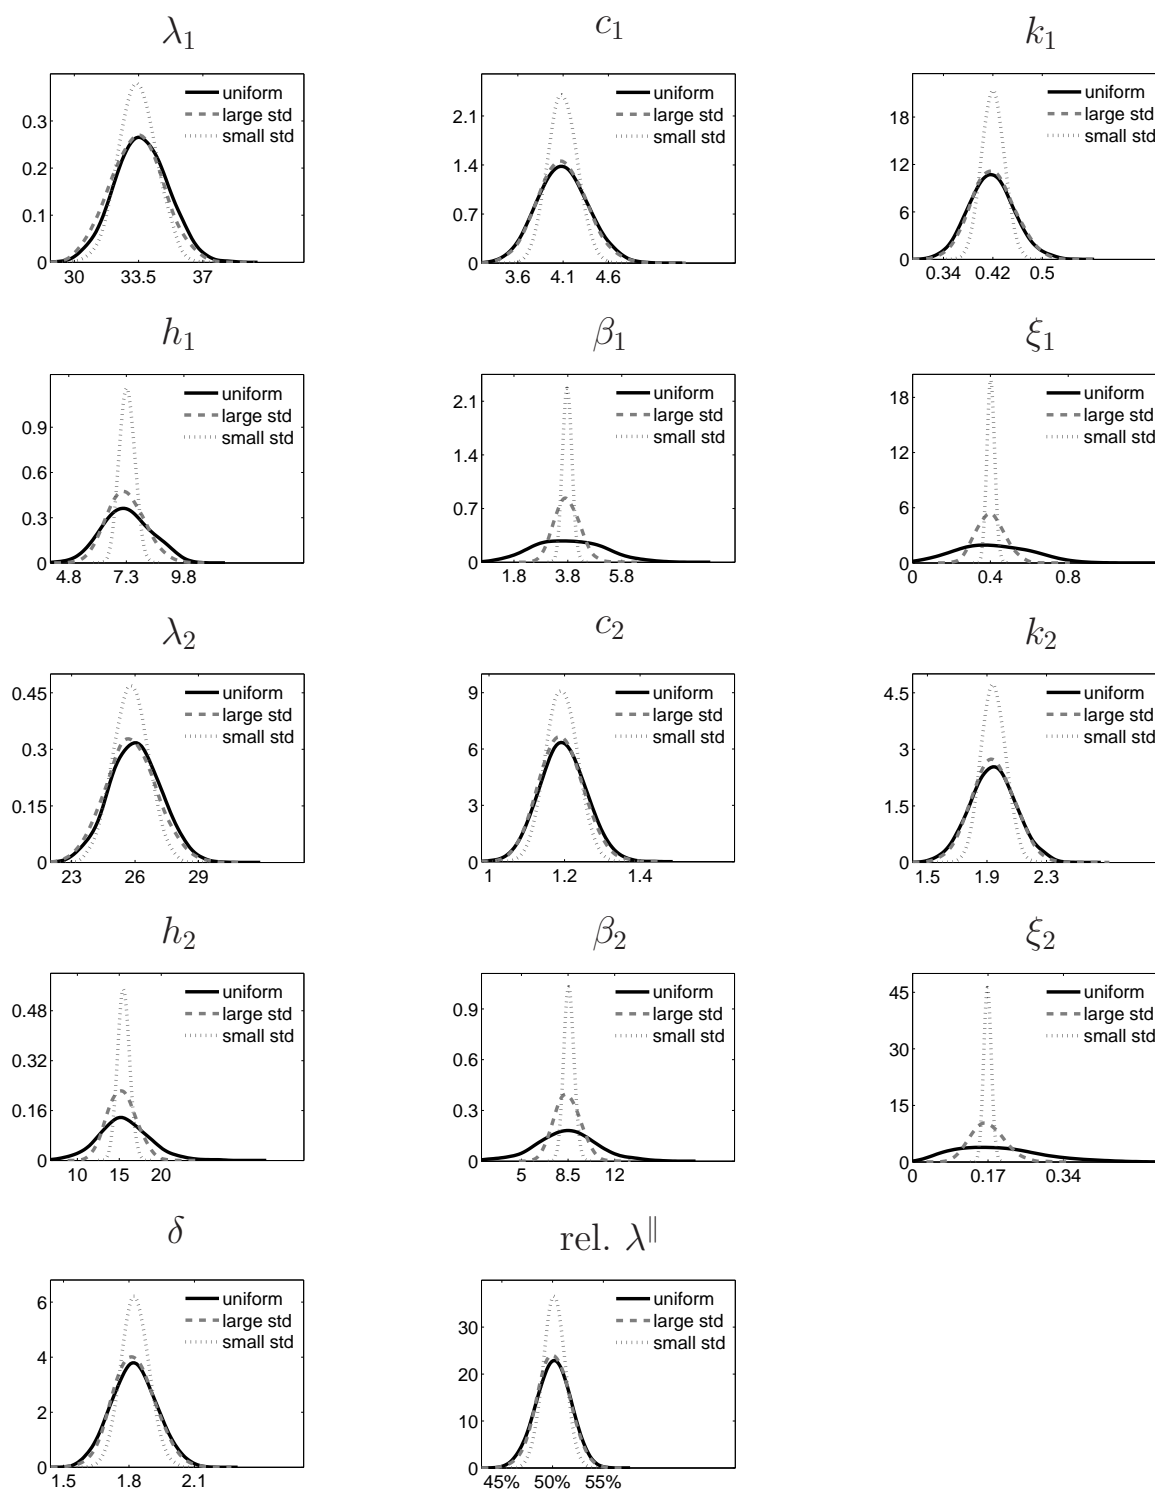 λ₁ c₁ k₁
uniform
large std
small std
0.3
0.2
0.1
0
30 33.5 37
uniform
large std
small std
2.1
1.4
0.7
0
3.6 4.1 4.6
uniform
large std
small std
18
12
6
0
0.34 0.42 0.5
h₁ β₁ ξ₁
uniform
large std
small std
0.9
0.6
0.3
0
4.8 7.3 9.8
uniform
large std
small std
2.1
1.4
0.7
0
1.8 3.8 5.8
uniform
large std
small std
18
12
6
0
0 0.4 0.8
λ₂ c₂ k₂
uniform
large std
small std
0.45
0.3
0.15
0
23 26 29
uniform
large std
small std
9
6
3
0
1 1.2 1.4
uniform
large std
small std
4.5
3
1.5
0
1.5 1.9 2.3
h₂ β₂ ξ₂
uniform
large std
small std
0.48
0.32
0.16
0
10 15 20
uniform
large std
small std
0.9
0.6
0.3
0
5 8.5 12
uniform
large std
small std
45
30
15
0
0 0.17 0.34
δ rel. λ∥
uniform
large std
small std
6
4
2
0
1.5 1.8 2.1
uniform
large std
small std
30
20
10
0
45% 50% 55%